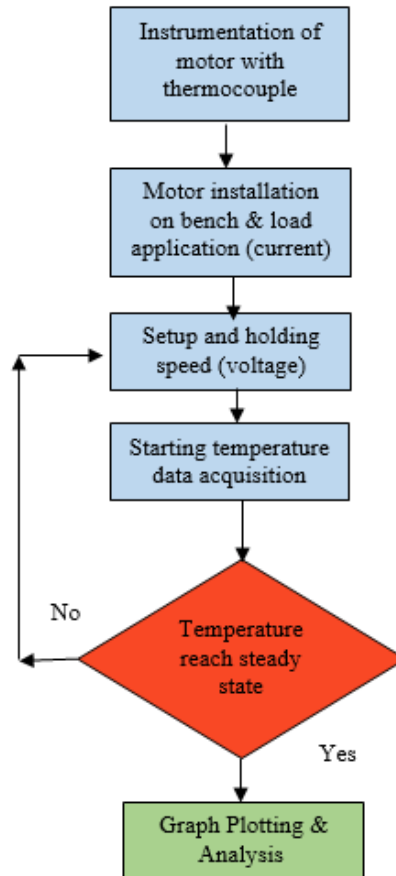 Instrumentation of
motor with
thermocouple
Motor installation
on bench & load
application (current)
Setup and holding
speed (voltage)
Starting temperature
data acquisition
No
Temperature
reach steady
state
Yes
Graph Plotting &
Analysis